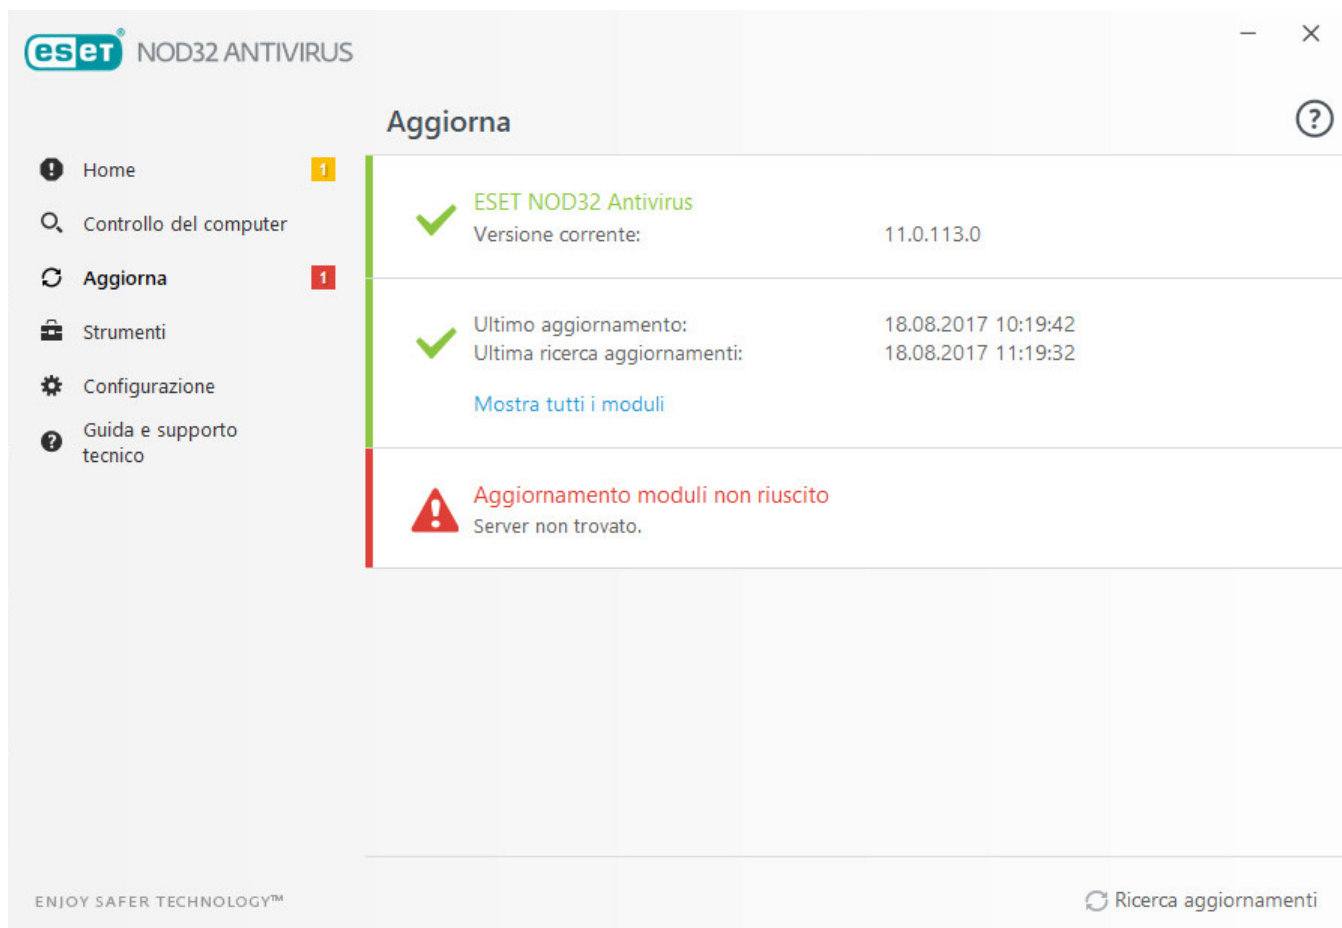 eset® NOD32 ANTIVIRUS
Aggiorna
?
Home 1
Controllo del computer
Aggiorna 1
Strumenti
Configurazione
Guida e supporto
tecnico
ESET NOD32 Antivirus
Versione corrente: 11.0.113.0
Ultimo aggiornamento: 18.08.2017 10:19:42
Ultima ricerca aggiornamenti: 18.08.2017 11:19:32
Mostra tutti i moduli
Aggiornamento moduli non riuscito
Server non trovato.
ENJOY SAFER TECHNOLOGY™
Ricerca aggiornamenti